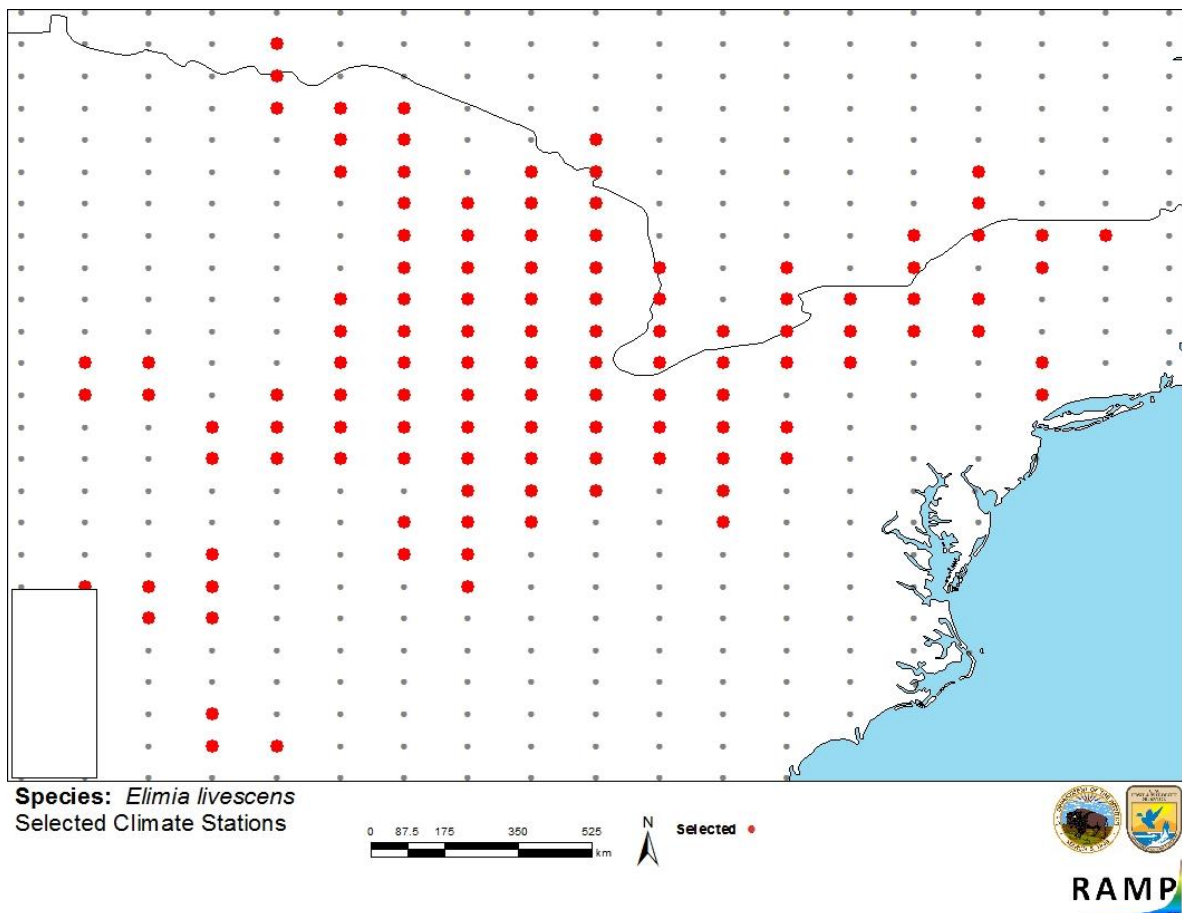 Species: Elimia livescens
Selected Climate Stations
0 87.5 175 350 525
km
N
Selected
RAMP